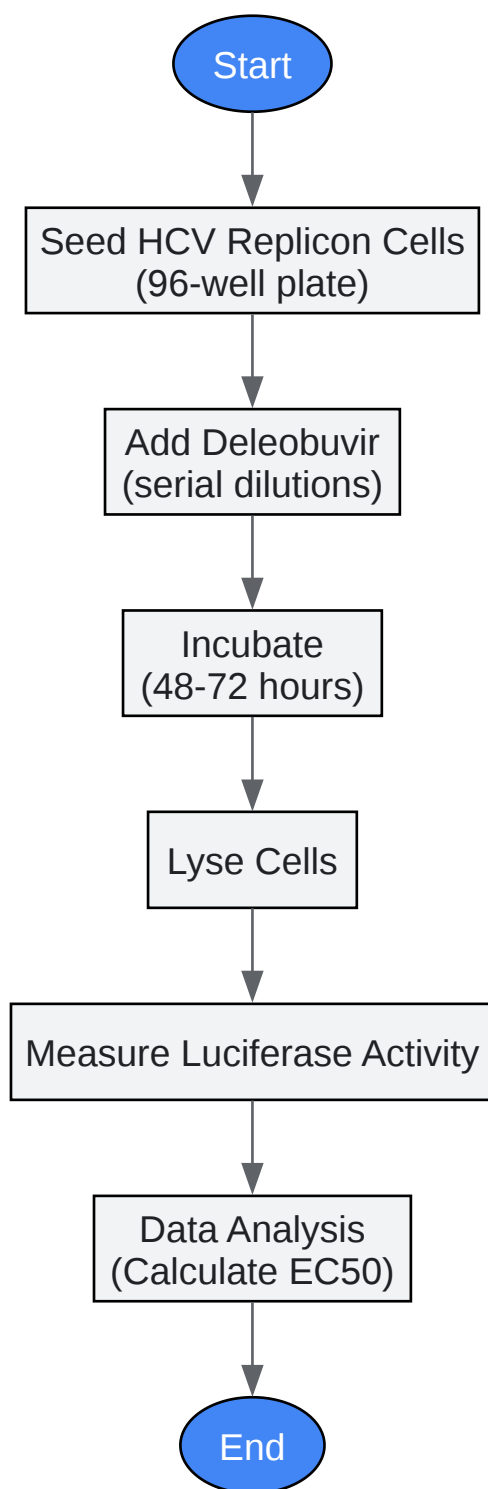 Start
Seed HCV Replicon Cells
(96-well plate)
Add Deleobuvir
(serial dilutions)
Incubate
(48-72 hours)
Lyse Cells
Measure Luciferase Activity
Data Analysis
(Calculate EC50)
End